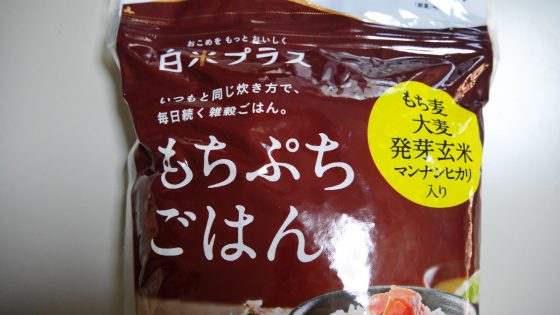 おこめをもっとおいしく
白米プラス
いつもと同じ炊き方で、
毎日続く雑穀ごはん。
もちぷち
ごはん
もち麦
大麦
発芽玄米
マンナンヒカリ
入り